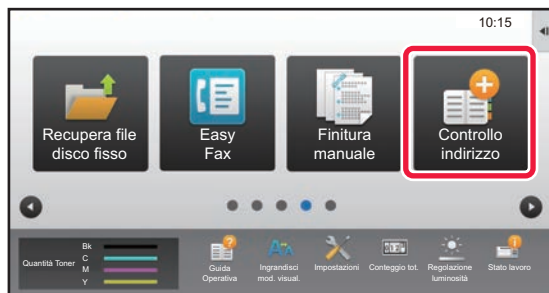 10:15
Recupera file
disco fisso
Easy
Fax
Finitura
manuale
Controllo
indirizzo
Quantità Toner
Bk
C
M
Y
Guida
Operativa
Ingrandisci
mod. visual.
Impostazioni
Conteggio tot.
Regolazione
luminosità
Stato lavoro